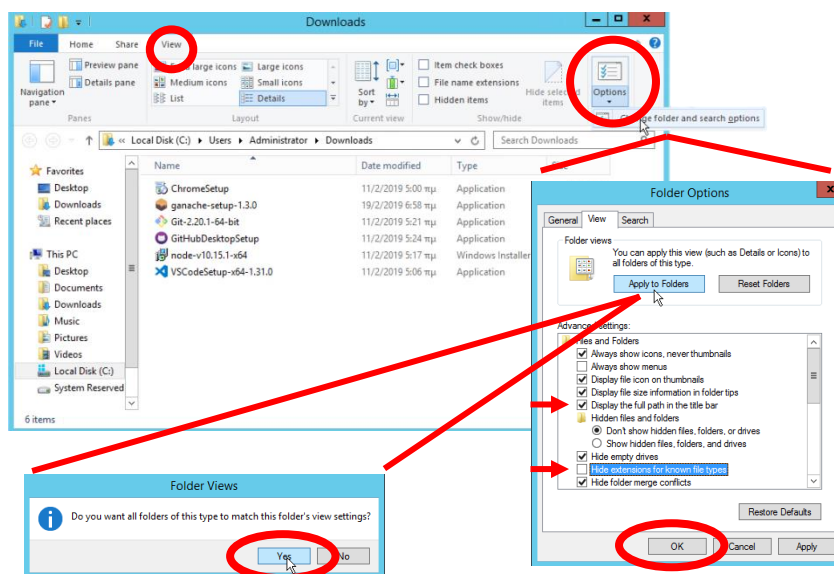 Downloads
File Home Share View
Preview pane large icons Large icons Item check boxes
Details pane Medium icons Small icons File name extensions
Navigation pane List Details Sort by Hidden items Hide selected items Options
Panes Layout Current view Show/hide
Change folder and search options
« Local Disk (C:) Users Administrator Downloads Search Downloads
Favorites Name Date modified Type
Desktop ChromeSetup 11/2/2019 5:00 πμ Application
Downloads ganache-setup-1.3.0 19/2/2019 6:58 πμ Application
Recent places Git-2.20.1-64-bit 11/2/2019 5:21 πμ Application
GitHubDesktopSetup 11/2/2019 5:24 πμ Application
This PC node-v10.15.1-x64 11/2/2019 5:17 πμ Windows Installer
Desktop VSCodeSetup-x64-1.31.0 11/2/2019 5:06 πμ Application
Documents
Downloads
Music
Pictures
Videos
Local Disk (C:)
System Reserved
6 items
Folder Options
General View Search
Folder views
You can apply this view (such as Details or Icons) to
all folders of this type.
Apply to Folders Reset Folders
Advanced settings:
Files and Folders
Always show icons, never thumbnails
Always show menus
Display file icon on thumbnails
Display file size information in folder tips
Display the full path in the title bar
Hidden files and folders
Don't show hidden files, folders, or drives
Show hidden files, folders, and drives
Hide empty drives
Hide extensions for known file types
Hide folder merge conflicts
Restore Defaults
OK Cancel Apply
Folder Views
Do you want all folders of this type to match this folder's view settings?
Yes No